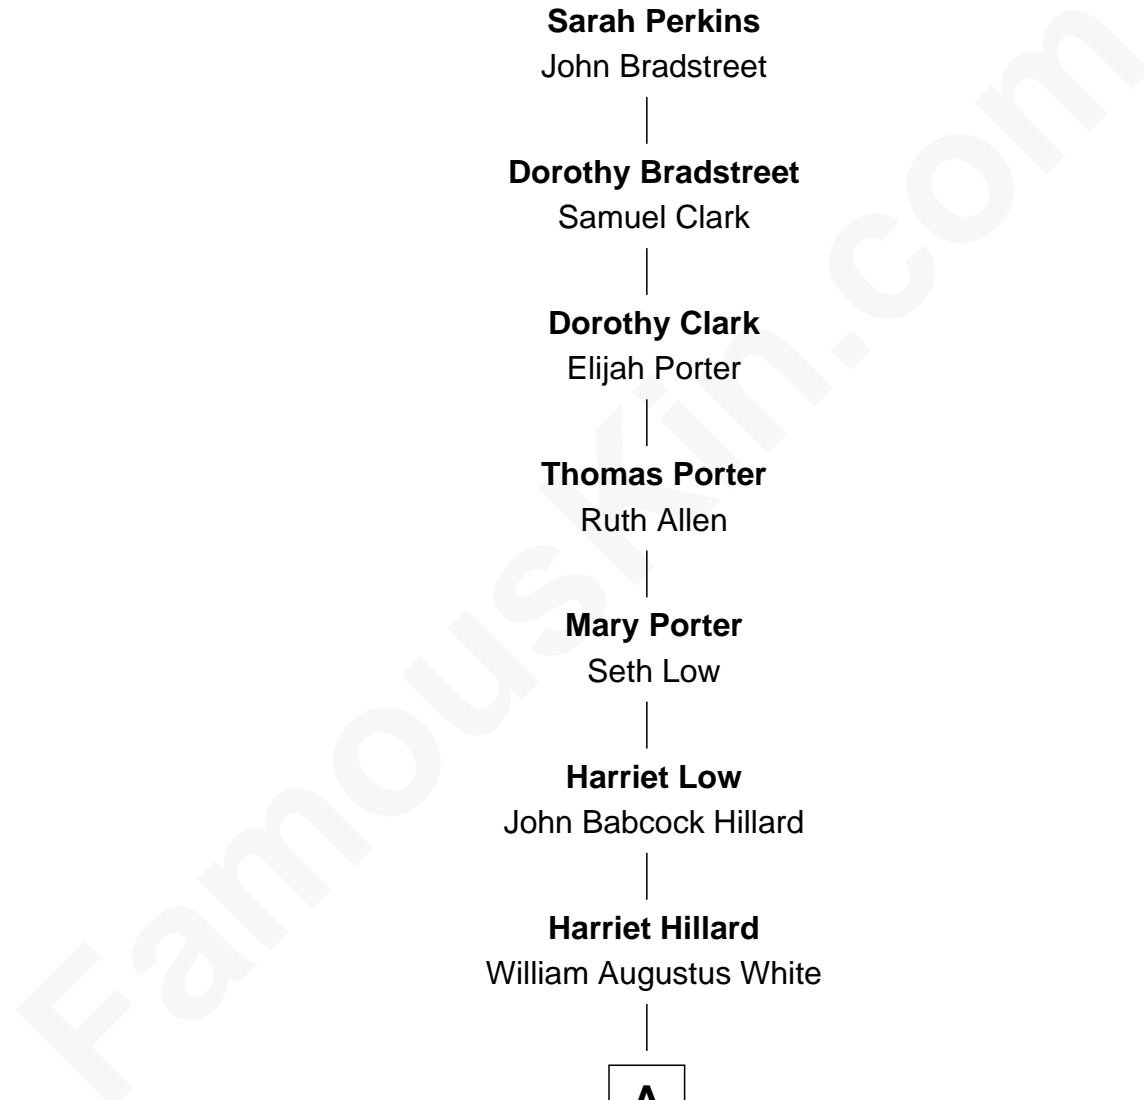 Sarah Perkins
John Bradstreet
Dorothy Bradstreet
Samuel Clark
Dorothy Clark
Elijah Porter
Thomas Porter
Ruth Allen
Mary Porter
Seth Low
Harriet Low
John Babcock Hillard
Harriet Hillard
William Augustus White
A
FamousKin.com